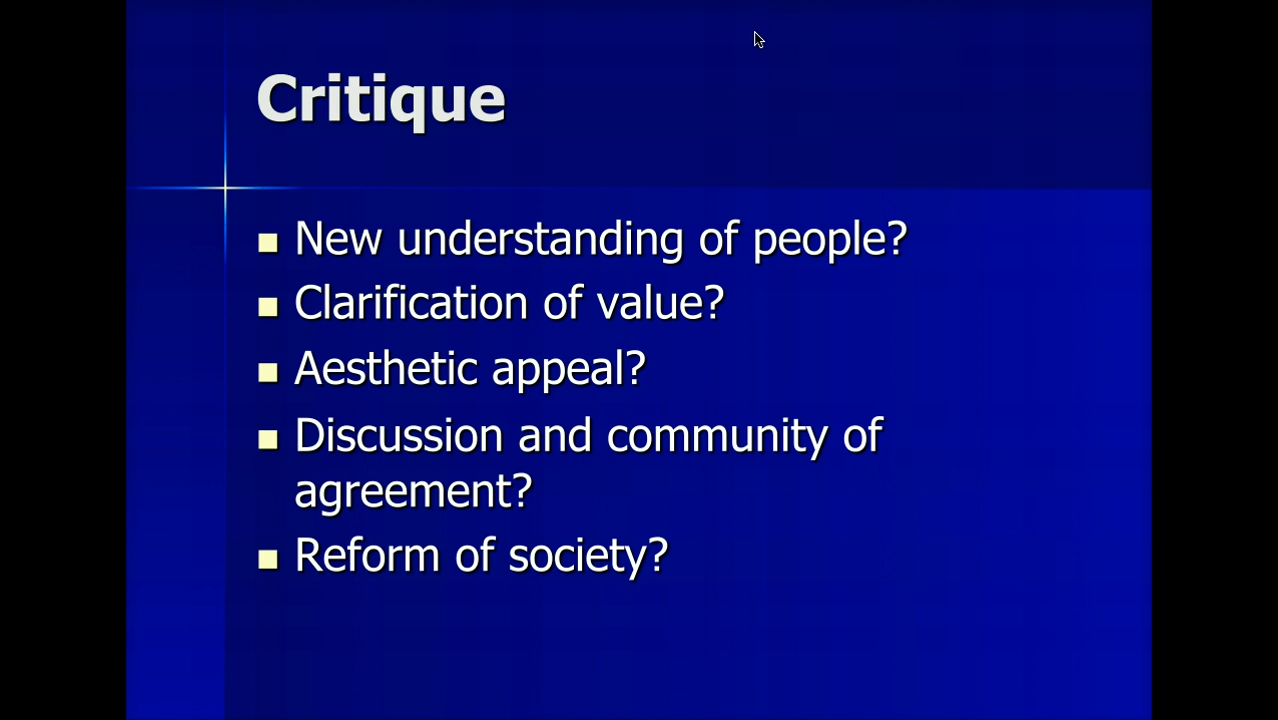 Critique
New understanding of people?
Clarification of value?
Aesthetic appeal?
Discussion and community of
agreement?
Reform of society?